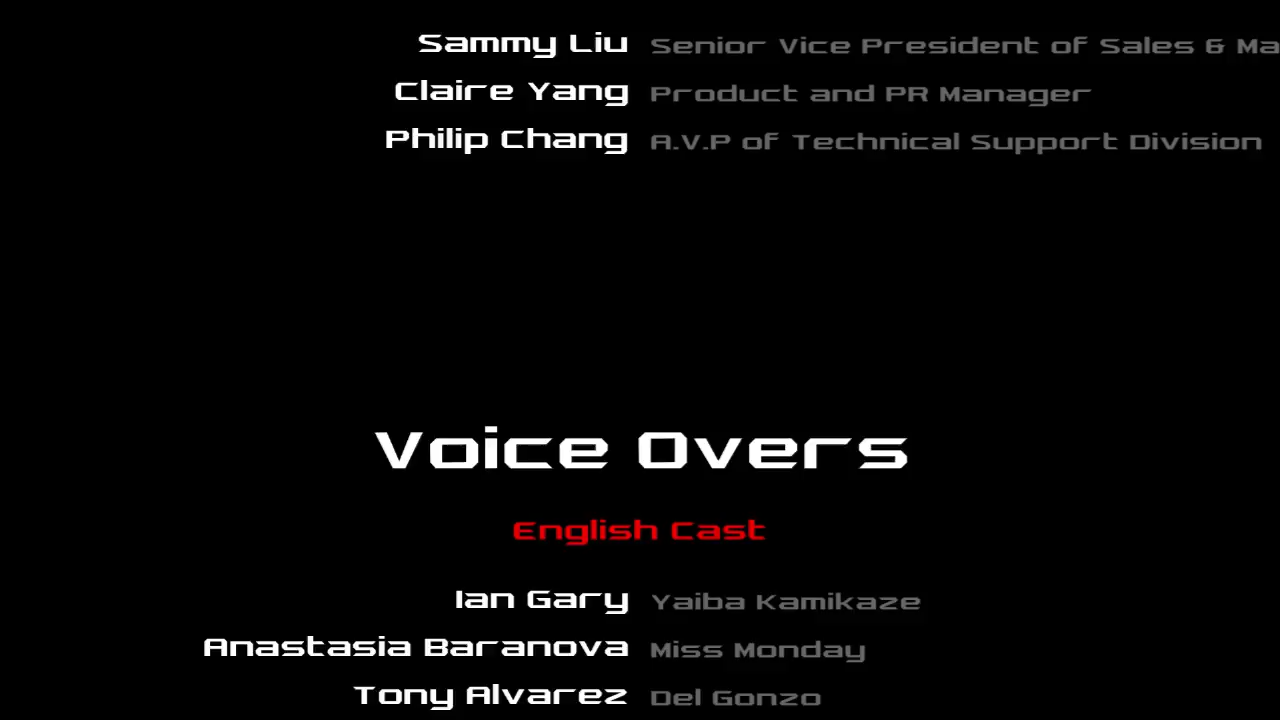 Sammy Liu Senior Vice President of Sales & Ma
Claire Yang Product and PR Manager
Philip Chang A.V.P of Technical Support Division
Voice Overs
English Cast
Ian Gary Yaiba Kamikaze
Anastasia Baranova Miss Monday
Tony Alvarez Del Gonzo